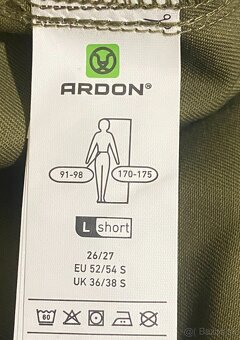 ARDON®
91-98
170-175
L short
26/27
EU 52/54 S
UK 36/38 S
60